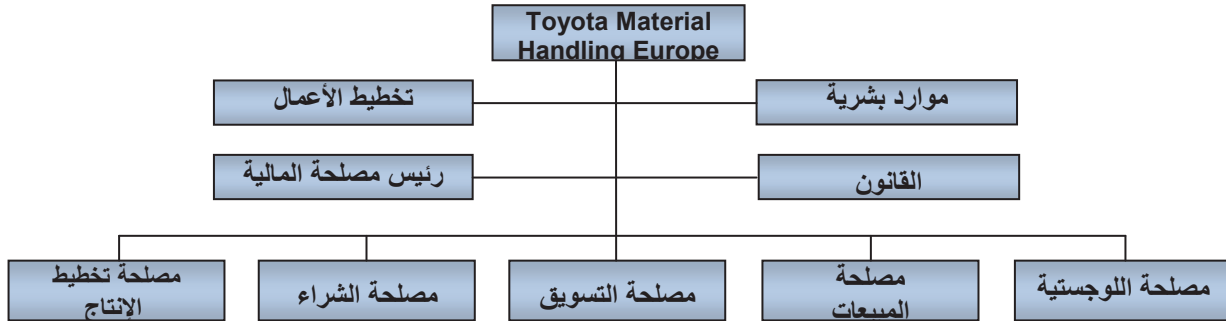 Toyota Material
Handling Europe
موارد بشرية
تخطيط الأعمال
القانون
رئيس مصلحة المالية
مصلحة اللوجستية
مصلحة
المبيعات
مصلحة التسويق
مصلحة الشراء
مصلحة تخطيط
الإنتاج